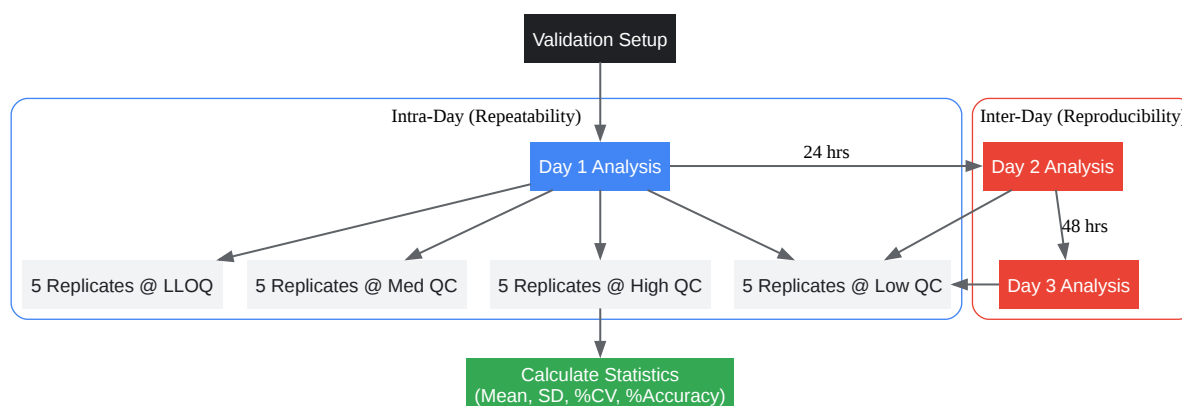 Validation Setup
Intra-Day (Repeatability)
Inter-Day (Reproducibility)
Day 1 Analysis
24 hrs
Day 2 Analysis
48 hrs
5 Replicates @ LLOQ
5 Replicates @ Med QC
5 Replicates @ High QC
5 Replicates @ Low QC
Day 3 Analysis
Calculate Statistics
(Mean, SD, %CV, %Accuracy)